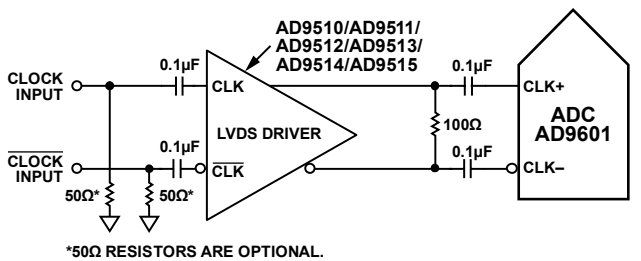 AD9510/AD9511/
AD9512/AD9513/
AD9514/AD9515
0.1µF
0.1µF
CLOCK
INPUT
CLK
CLK+
ADC
AD9601
LVDS DRIVER
100Ω
0.1µF
0.1µF
CLOCK
INPUT
CLK
CLK–
50Ω*
50Ω*
*50Ω RESISTORS ARE OPTIONAL.